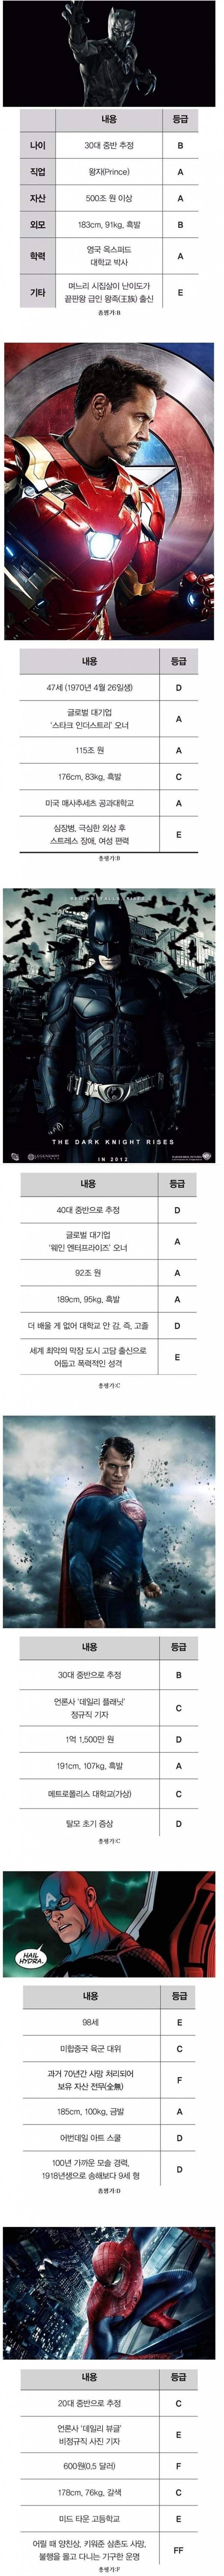 내용 등급
나이 30대 중반 추정 B
직업 왕자(Prince) A
자산 500조 원 이상 A
외모 183cm, 91kg, 흑발 B
학력 영국 옥스퍼드
대학교 박사 A
기타 며느리 시집살이 난이도가
끝판왕 급인 왕족(王族) 출신 E
총평가:B
내용 등급
47세 (1970년 4월 26일생) D
글로벌 대기업
'스타크 인더스트리' 오너 A
115조 원 A
176cm, 83kg, 흑발 C
미국 매사추세츠 공과대학교 A
심장병, 극심한 외상 후
스트레스 장애, 여성 편력 E
총평가:B
THE DARK KNIGHT RISES
IN 2012
내용 등급
40대 중반으로 추정 D
글로벌 대기업
'웨인 엔터프라이즈' 오너 A
92조 원 A
189cm, 95kg, 흑발 A
더 배울 게 없어 대학교 안 감, 즉, 고졸 D
세계 최악의 막장 도시 고담 출신으로
어둡고 폭력적인 성격 E
총평가:C
내용 등급
30대 중반으로 추정 B
언론사 '데일리 플래닛'
정규직 기자 C
1억 1,500만 원 D
191cm, 107kg, 흑발 A
메트로폴리스 대학교(가상) C
탈모 초기 증상 D
총평가:C
HAIL
HYDRA.
내용 등급
98세 E
미합중국 육군 대위 C
과거 70년간 사망 처리되어
보유 자산 전무(全無) F
185cm, 100kg, 금발 A
어번데일 아트 스쿨 D
100년 가까운 모솔 경력,
1918년생으로 송해보다 9세 형 D
총평가:D
내용 등급
20대 중반으로 추정 C
언론사 '데일리 뷰글'
비정규직 사진 기자 E
600원(0.5 달러) F
178cm, 76kg, 갈색 C
미드 타운 고등학교 E
어릴 때 양친상, 키워준 삼촌도 사망,
불행을 몰고 다니는 기구한 운명 FF
총평가:F